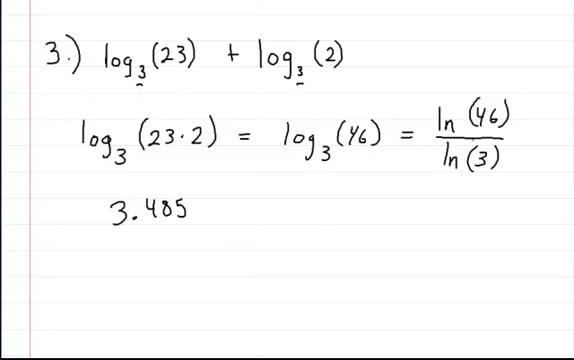 3.) log₃(23) + log₃(2)
log₃(23·2) = log₃(46) = ln(46)/ln(3)
3.485